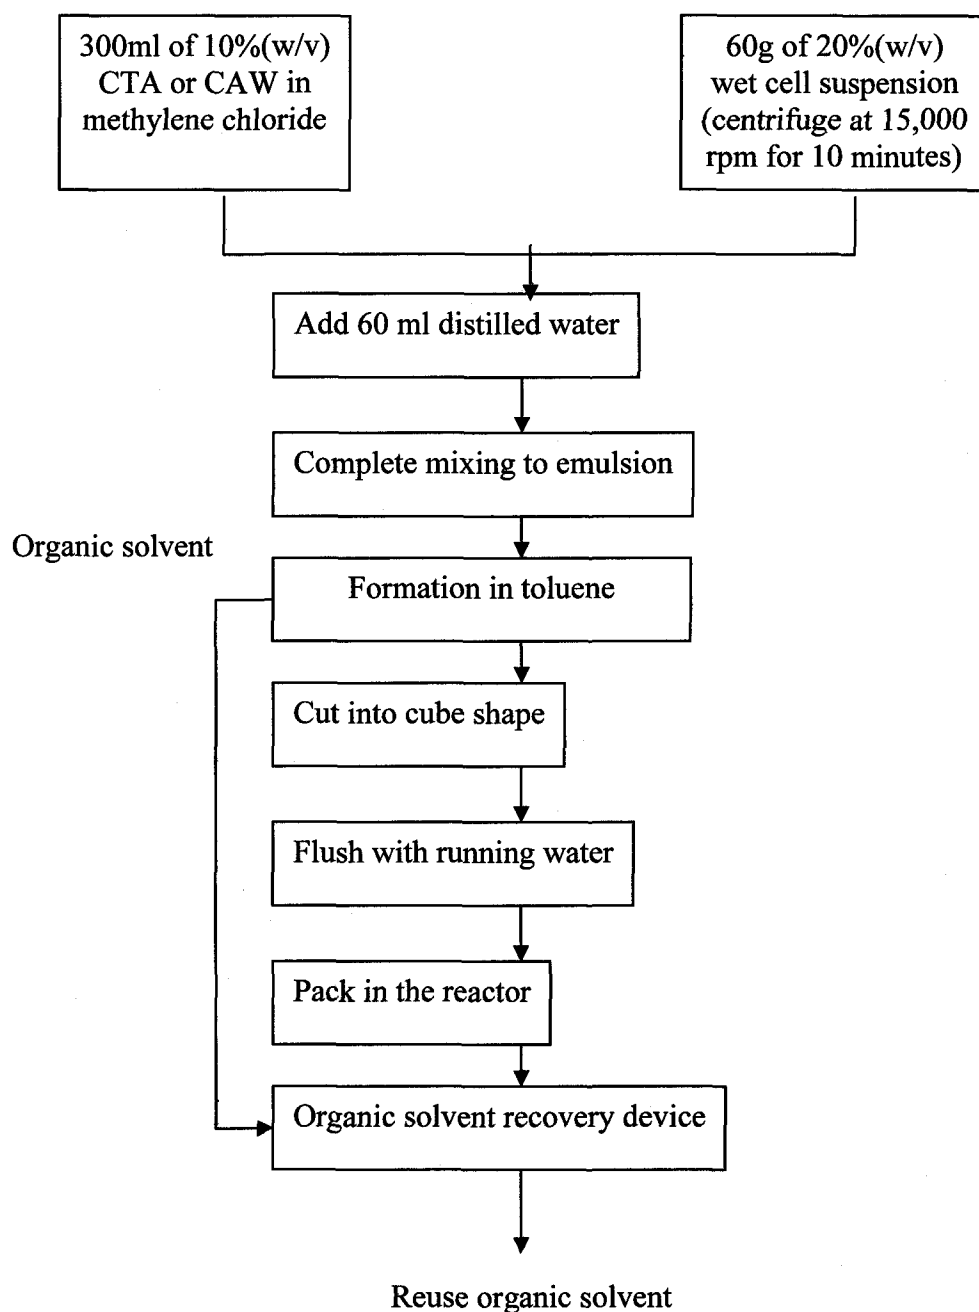 300ml of 10%(w/v)
CTA or CAW in
methylene chloride
60g of 20%(w/v)
wet cell suspension
(centrifuge at 15,000
rpm for 10 minutes)
Add 60 ml distilled water
Complete mixing to emulsion
Organic solvent
Formation in toluene
Cut into cube shape
Flush with running water
Pack in the reactor
Organic solvent recovery device
Reuse organic solvent